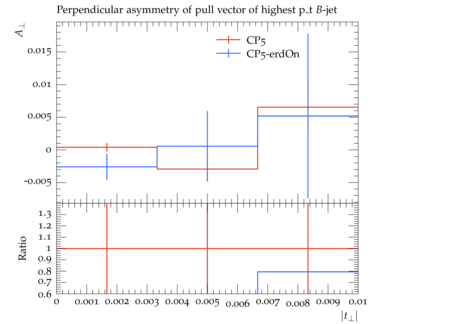 Perpendicular asymmetry of pull vector of highest p_t B-jet
A⊥
CP5
CP5-erdOn
0.015
0.01
0.005
0
-0.005
Ratio
1.3
1.2
1.1
1
0.9
0.8
0.7
0.6
0 0.001 0.002 0.003 0.004 0.005 0.006 0.007 0.008 0.009 0.01
|t⊥|